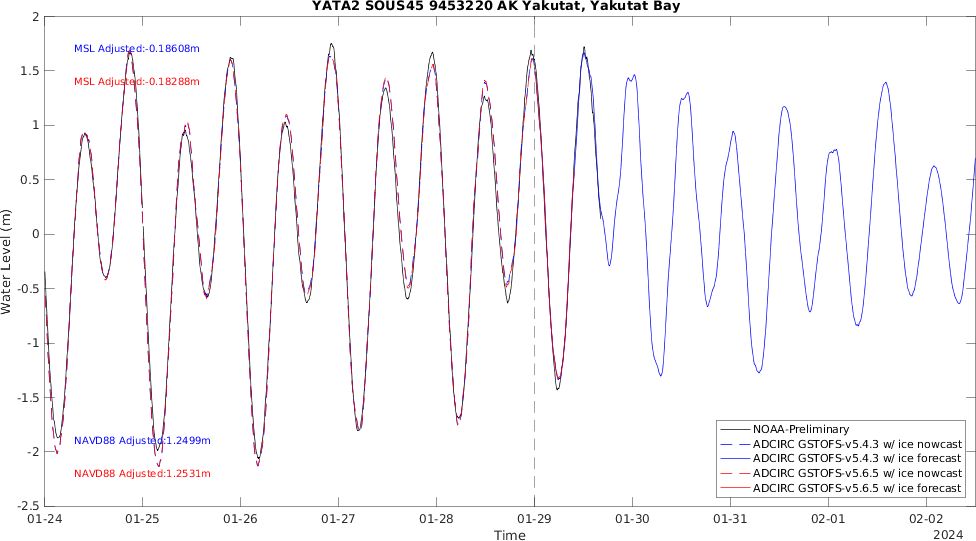 YATA2 SOUS45 9453220 AK Yakutat, Yakutat Bay
2
1.5
1
0.5
0
-0.5
-1
-1.5
-2
-2.5
Water Level (m)
MSL Adjusted:-0.18608m
MSL Adjusted:-0.18288m
NAVD88 Adjusted:1.2499m
NAVD88 Adjusted:1.2531m
NOAA-Preliminary
ADCIRC GSTOFS-v5.4.3 w/ ice nowcast
ADCIRC GSTOFS-v5.4.3 w/ ice forecast
ADCIRC GSTOFS-v5.6.5 w/ ice nowcast
ADCIRC GSTOFS-v5.6.5 w/ ice forecast
01-24 01-25 01-26 01-27 01-28 01-29 01-30 01-31 02-01 02-02
Time
2024